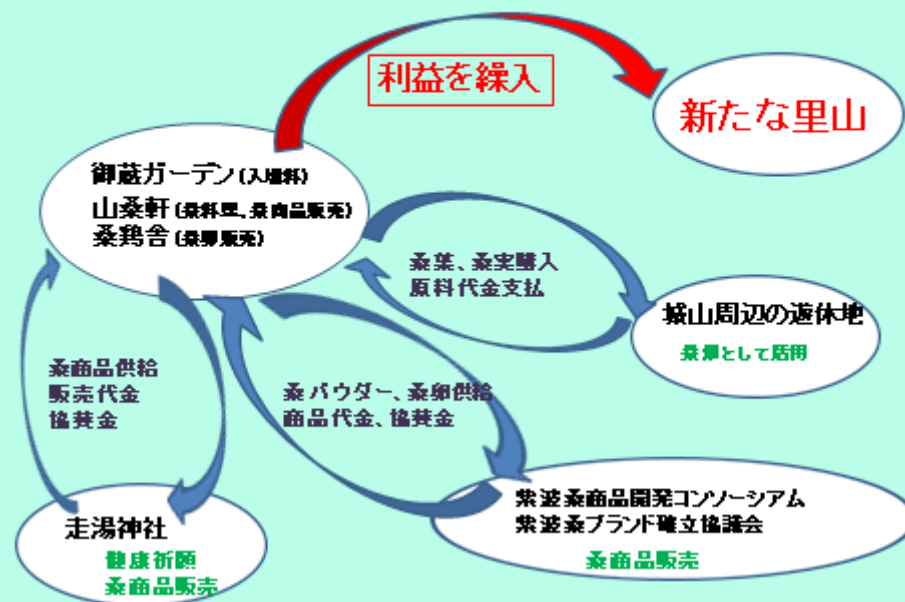 利益を繰入
新たな里山
御蔵ガーデン(入場料)
山桑軒(桑料理、桑商品販売)
桑鶏舎(桑卵販売)
桑葉、桑実購入
原料代金支払
城山周辺の遊休地
桑畑として活用
桑商品供給
販売代金
協賛金
桑パウダー、桑卵供給
商品代金、協賛金
走湯神社
健康祈願
桑商品販売
紫波桑商品開発コンソーシアム
紫波桑ブランド確立協議会
桑商品販売